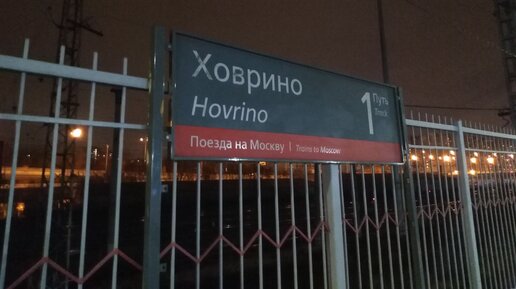 Ховрино
Hovrino
1 Путь
Track
Поезда на Москву | Trains to Moscow